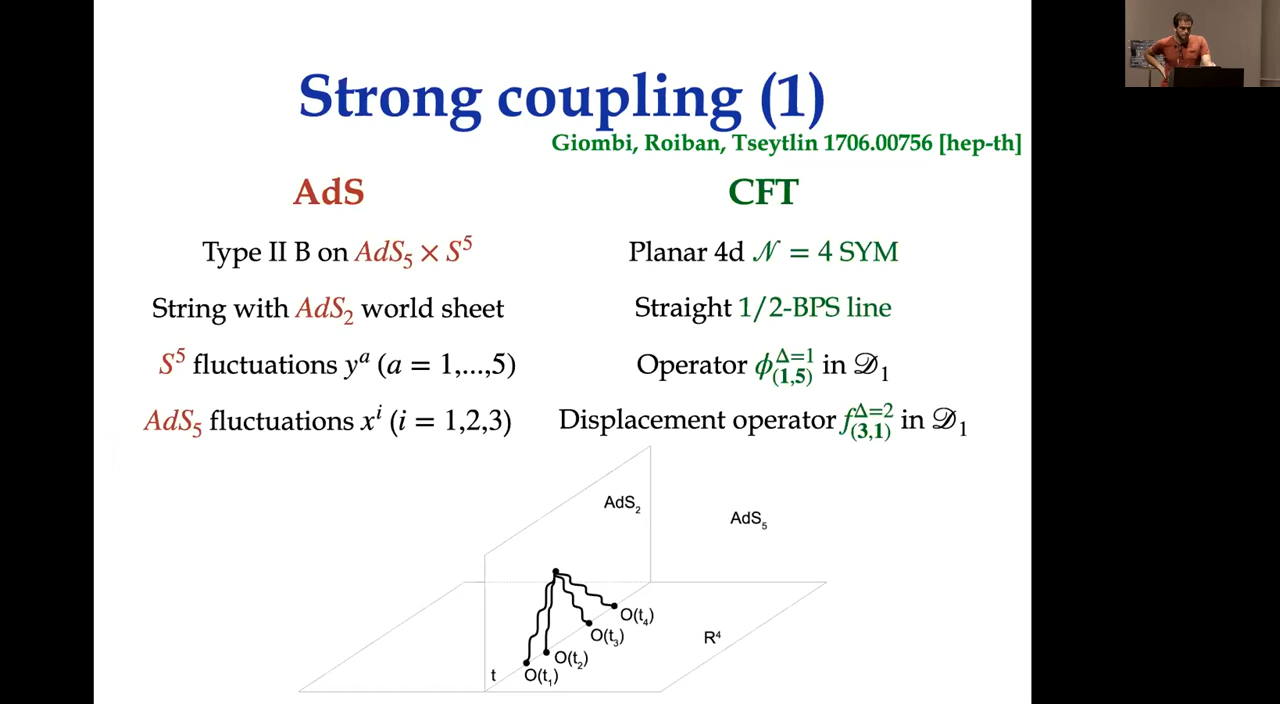 Strong coupling (1)
Giombi, Roiban, Tseytlin 1706.00756 [hep-th]
AdS
CFT
Type II B on AdS₅ × S⁵
Planar 4d 𝒩 = 4 SYM
String with AdS₂ world sheet
Straight 1/2-BPS line
S⁵ fluctuations yᵃ (a = 1,...,5)
Operator ϕ^{Δ=1}_{(1,5)} in 𝒟₁
AdS₅ fluctuations xⁱ (i = 1,2,3)
Displacement operator f^{Δ=2}_{(3,1)} in 𝒟₁
AdS₂
AdS₅
O(t₄)
O(t₃)
R⁴
O(t₂)
t
O(t₁)